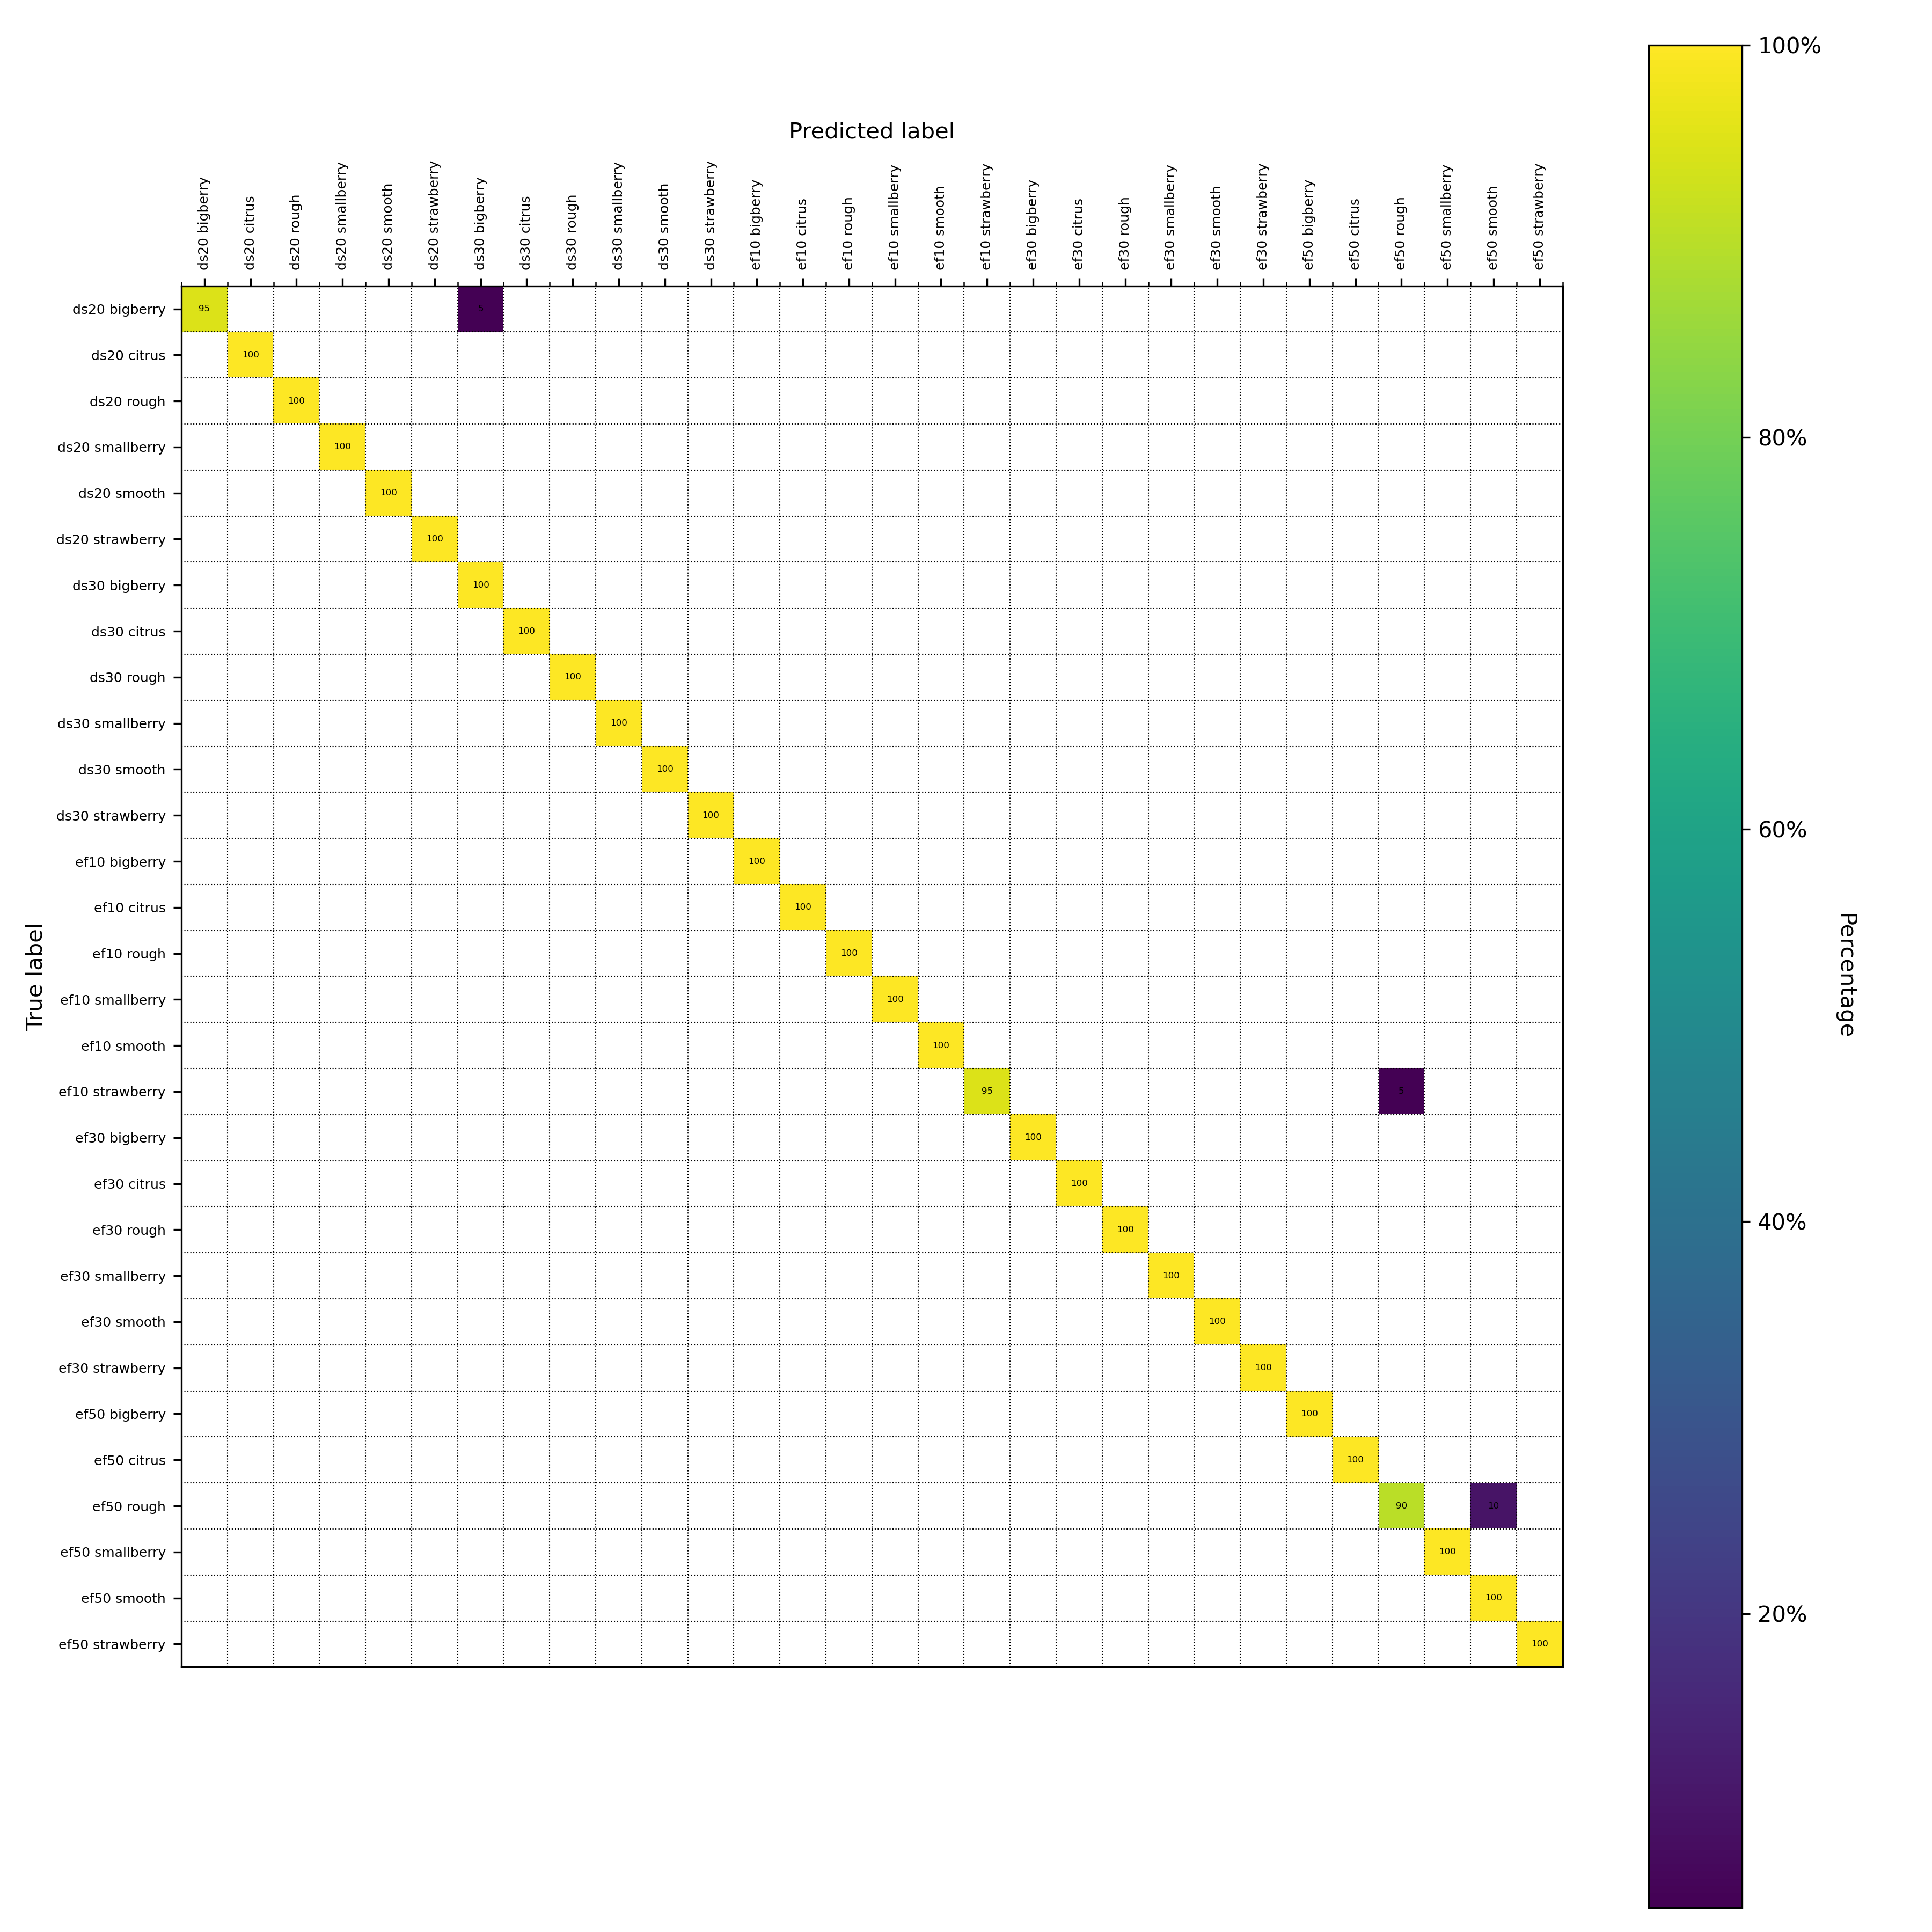 Predicted label
ds20 bigberry
ds20 citrus
ds20 rough
ds20 smallberry
ds20 smooth
ds20 strawberry
ds30 bigberry
ds30 citrus
ds30 rough
ds30 smallberry
ds30 smooth
ds30 strawberry
ef10 bigberry
ef10 citrus
ef10 rough
ef10 smallberry
ef10 smooth
ef10 strawberry
ef30 bigberry
ef30 citrus
ef30 rough
ef30 smallberry
ef30 smooth
ef30 strawberry
ef50 bigberry
ef50 citrus
ef50 rough
ef50 smallberry
ef50 smooth
ef50 strawberry
True label
ds20 bigberry 95 5
ds20 citrus 100
ds20 rough 100
ds20 smallberry 100
ds20 smooth 100
ds20 strawberry 100
ds30 bigberry 100
ds30 citrus 100
ds30 rough 100
ds30 smallberry 100
ds30 smooth 100
ds30 strawberry 100
ef10 bigberry 100
ef10 citrus 100
ef10 rough 100
ef10 smallberry 100
ef10 smooth 100
ef10 strawberry 95 5
ef30 bigberry 100
ef30 citrus 100
ef30 rough 100
ef30 smallberry 100
ef30 smooth 100
ef30 strawberry 100
ef50 bigberry 100
ef50 citrus 100
ef50 rough 90 10
ef50 smallberry 100
ef50 smooth 100
ef50 strawberry 100
100%
80%
60%
40%
20%
Percentage